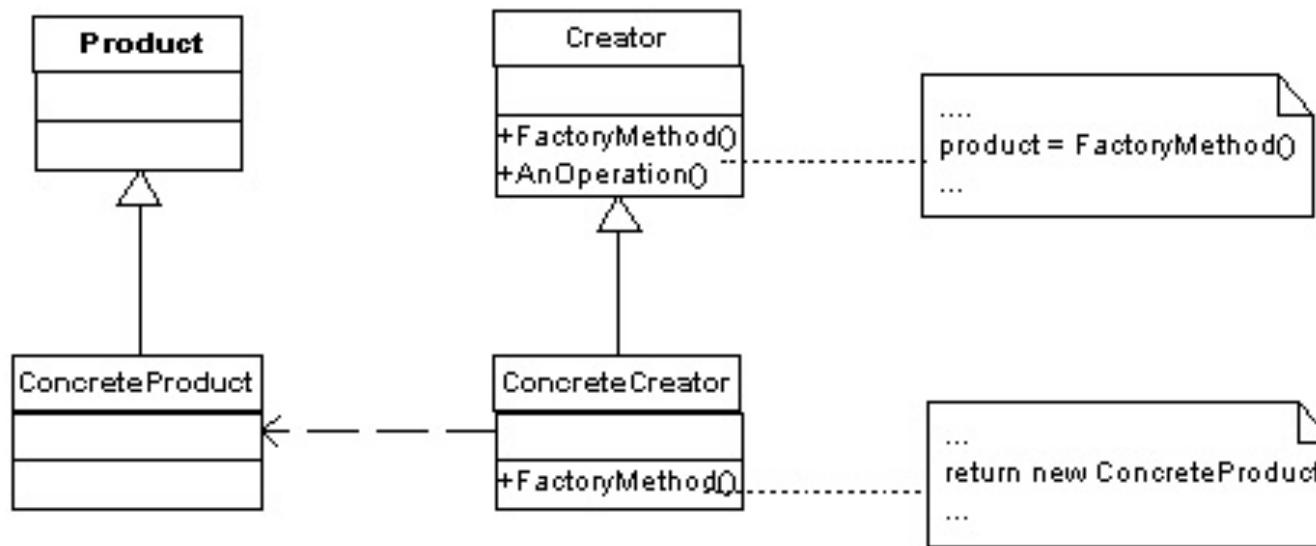 Product
Creator
+FactoryMethod()
+AnOperation()
....
product = FactoryMethod()
...
ConcreteProduct
ConcreteCreator
+FactoryMethod()
...
return new ConcreteProduct
...